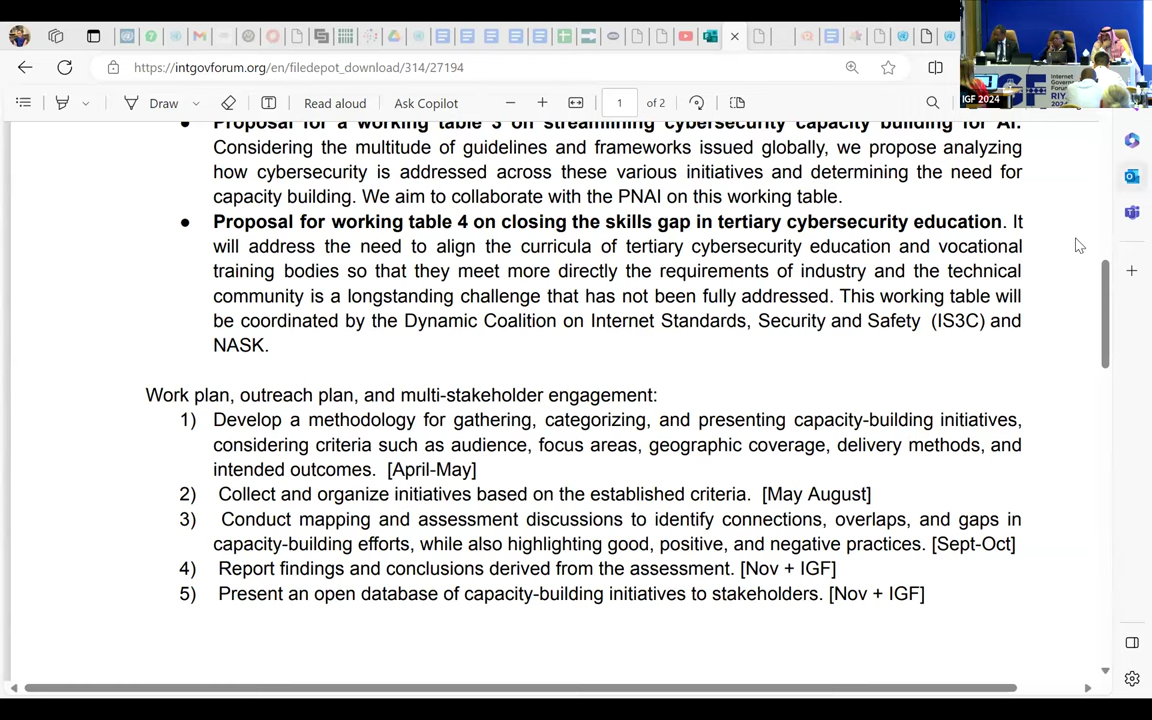 https://intgovforum.org/en/filedepot_download/314/27194
Draw
Read aloud
Ask Copilot
1 of 2
IGF 2024
Internet
Governance
Forum
IGF
Proposal for a working table 3 on streamlining cybersecurity capacity building for AI.
Considering the multitude of guidelines and frameworks issued globally, we propose analyzing
how cybersecurity is addressed across these various initiatives and determining the need for
capacity building. We aim to collaborate with the PNAI on this working table.
● Proposal for working table 4 on closing the skills gap in tertiary cybersecurity education. It
will address the need to align the curricula of tertiary cybersecurity education and vocational
training bodies so that they meet more directly the requirements of industry and the technical
community is a longstanding challenge that has not been fully addressed. This working table will
be coordinated by the Dynamic Coalition on Internet Standards, Security and Safety (IS3C) and
NASK.
Work plan, outreach plan, and multi-stakeholder engagement:
1) Develop a methodology for gathering, categorizing, and presenting capacity-building initiatives,
considering criteria such as audience, focus areas, geographic coverage, delivery methods, and
intended outcomes. [April-May]
2) Collect and organize initiatives based on the established criteria. [May August]
3) Conduct mapping and assessment discussions to identify connections, overlaps, and gaps in
capacity-building efforts, while also highlighting good, positive, and negative practices. [Sept-Oct]
4) Report findings and conclusions derived from the assessment. [Nov + IGF]
5) Present an open database of capacity-building initiatives to stakeholders. [Nov + IGF]